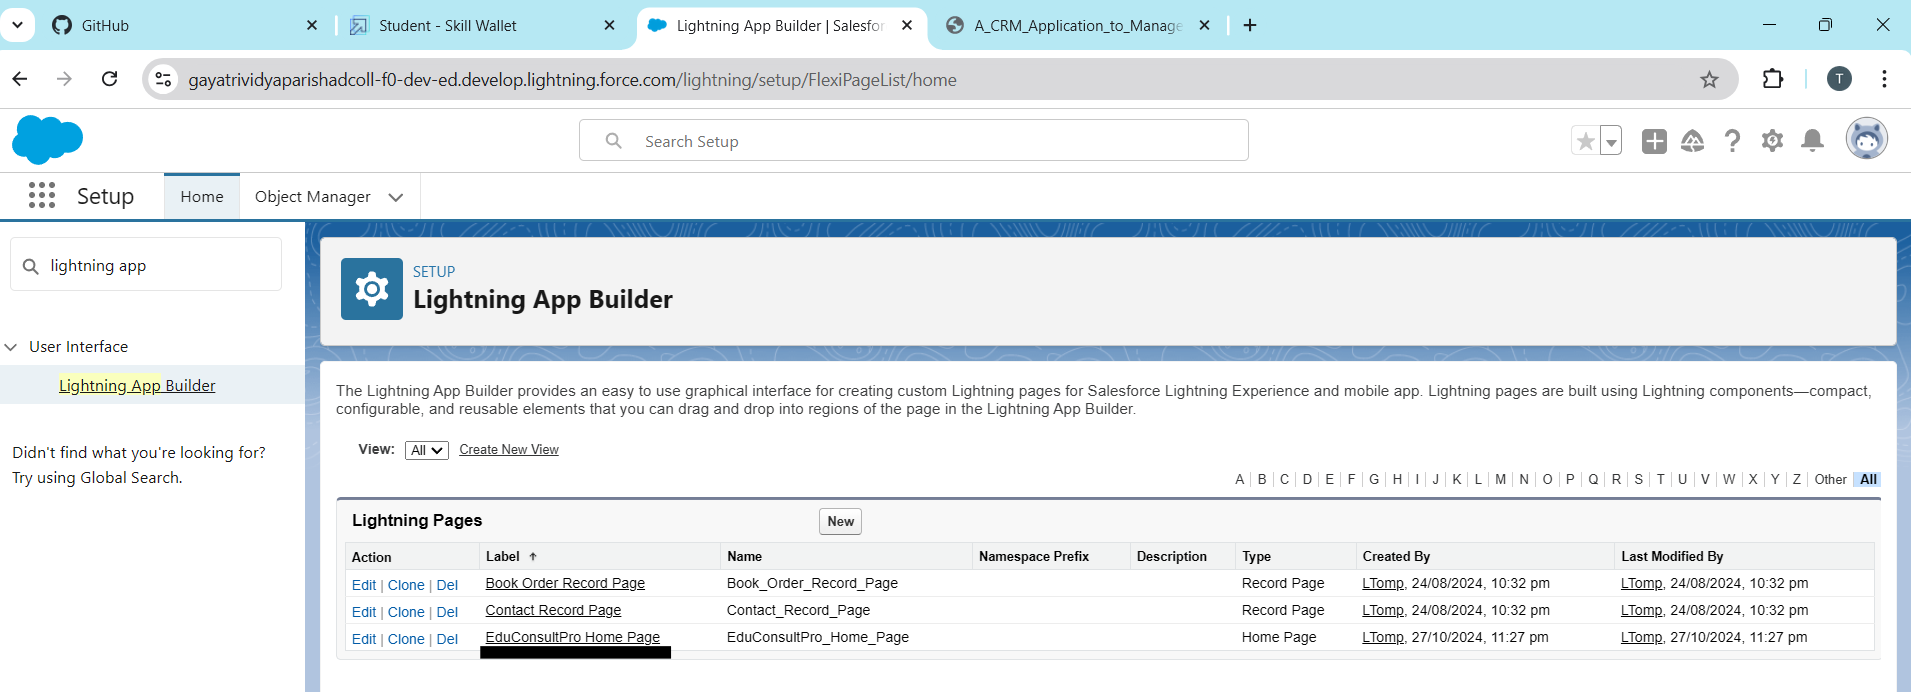 GitHub
Student - Skill Wallet
Lightning App Builder | Salesfor
A_CRM_Application_to_Manage
gayatrividyaparishadcoll-f0-dev-ed.develop.lightning.force.com/lightning/setup/FlexiPageList/home
T
Search Setup
Setup
Home
Object Manager
lightning app
User Interface
Lightning App Builder
Didn't find what you're looking for?
Try using Global Search.
SETUP
Lightning App Builder
The Lightning App Builder provides an easy to use graphical interface for creating custom Lightning pages for Salesforce Lightning Experience and mobile app. Lightning pages are built using Lightning components—compact,
configurable, and reusable elements that you can drag and drop into regions of the page in the Lightning App Builder.
View: All Create New View
A | B | C | D | E | F | G | H | I | J | K | L | M | N | O | P | Q | R | S | T | U | V | W | X | Y | Z | Other | All
Lightning Pages New
Action Label Name Namespace Prefix Description Type Created By Last Modified By
Edit | Clone | Del Book Order Record Page Book_Order_Record_Page Record Page LTomp, 24/08/2024, 10:32 pm LTomp, 24/08/2024, 10:32 pm
Edit | Clone | Del Contact Record Page Contact_Record_Page Record Page LTomp, 24/08/2024, 10:32 pm LTomp, 24/08/2024, 10:32 pm
Edit | Clone | Del EduConsultPro Home Page EduConsultPro_Home_Page Home Page LTomp, 27/10/2024, 11:27 pm LTomp, 27/10/2024, 11:27 pm